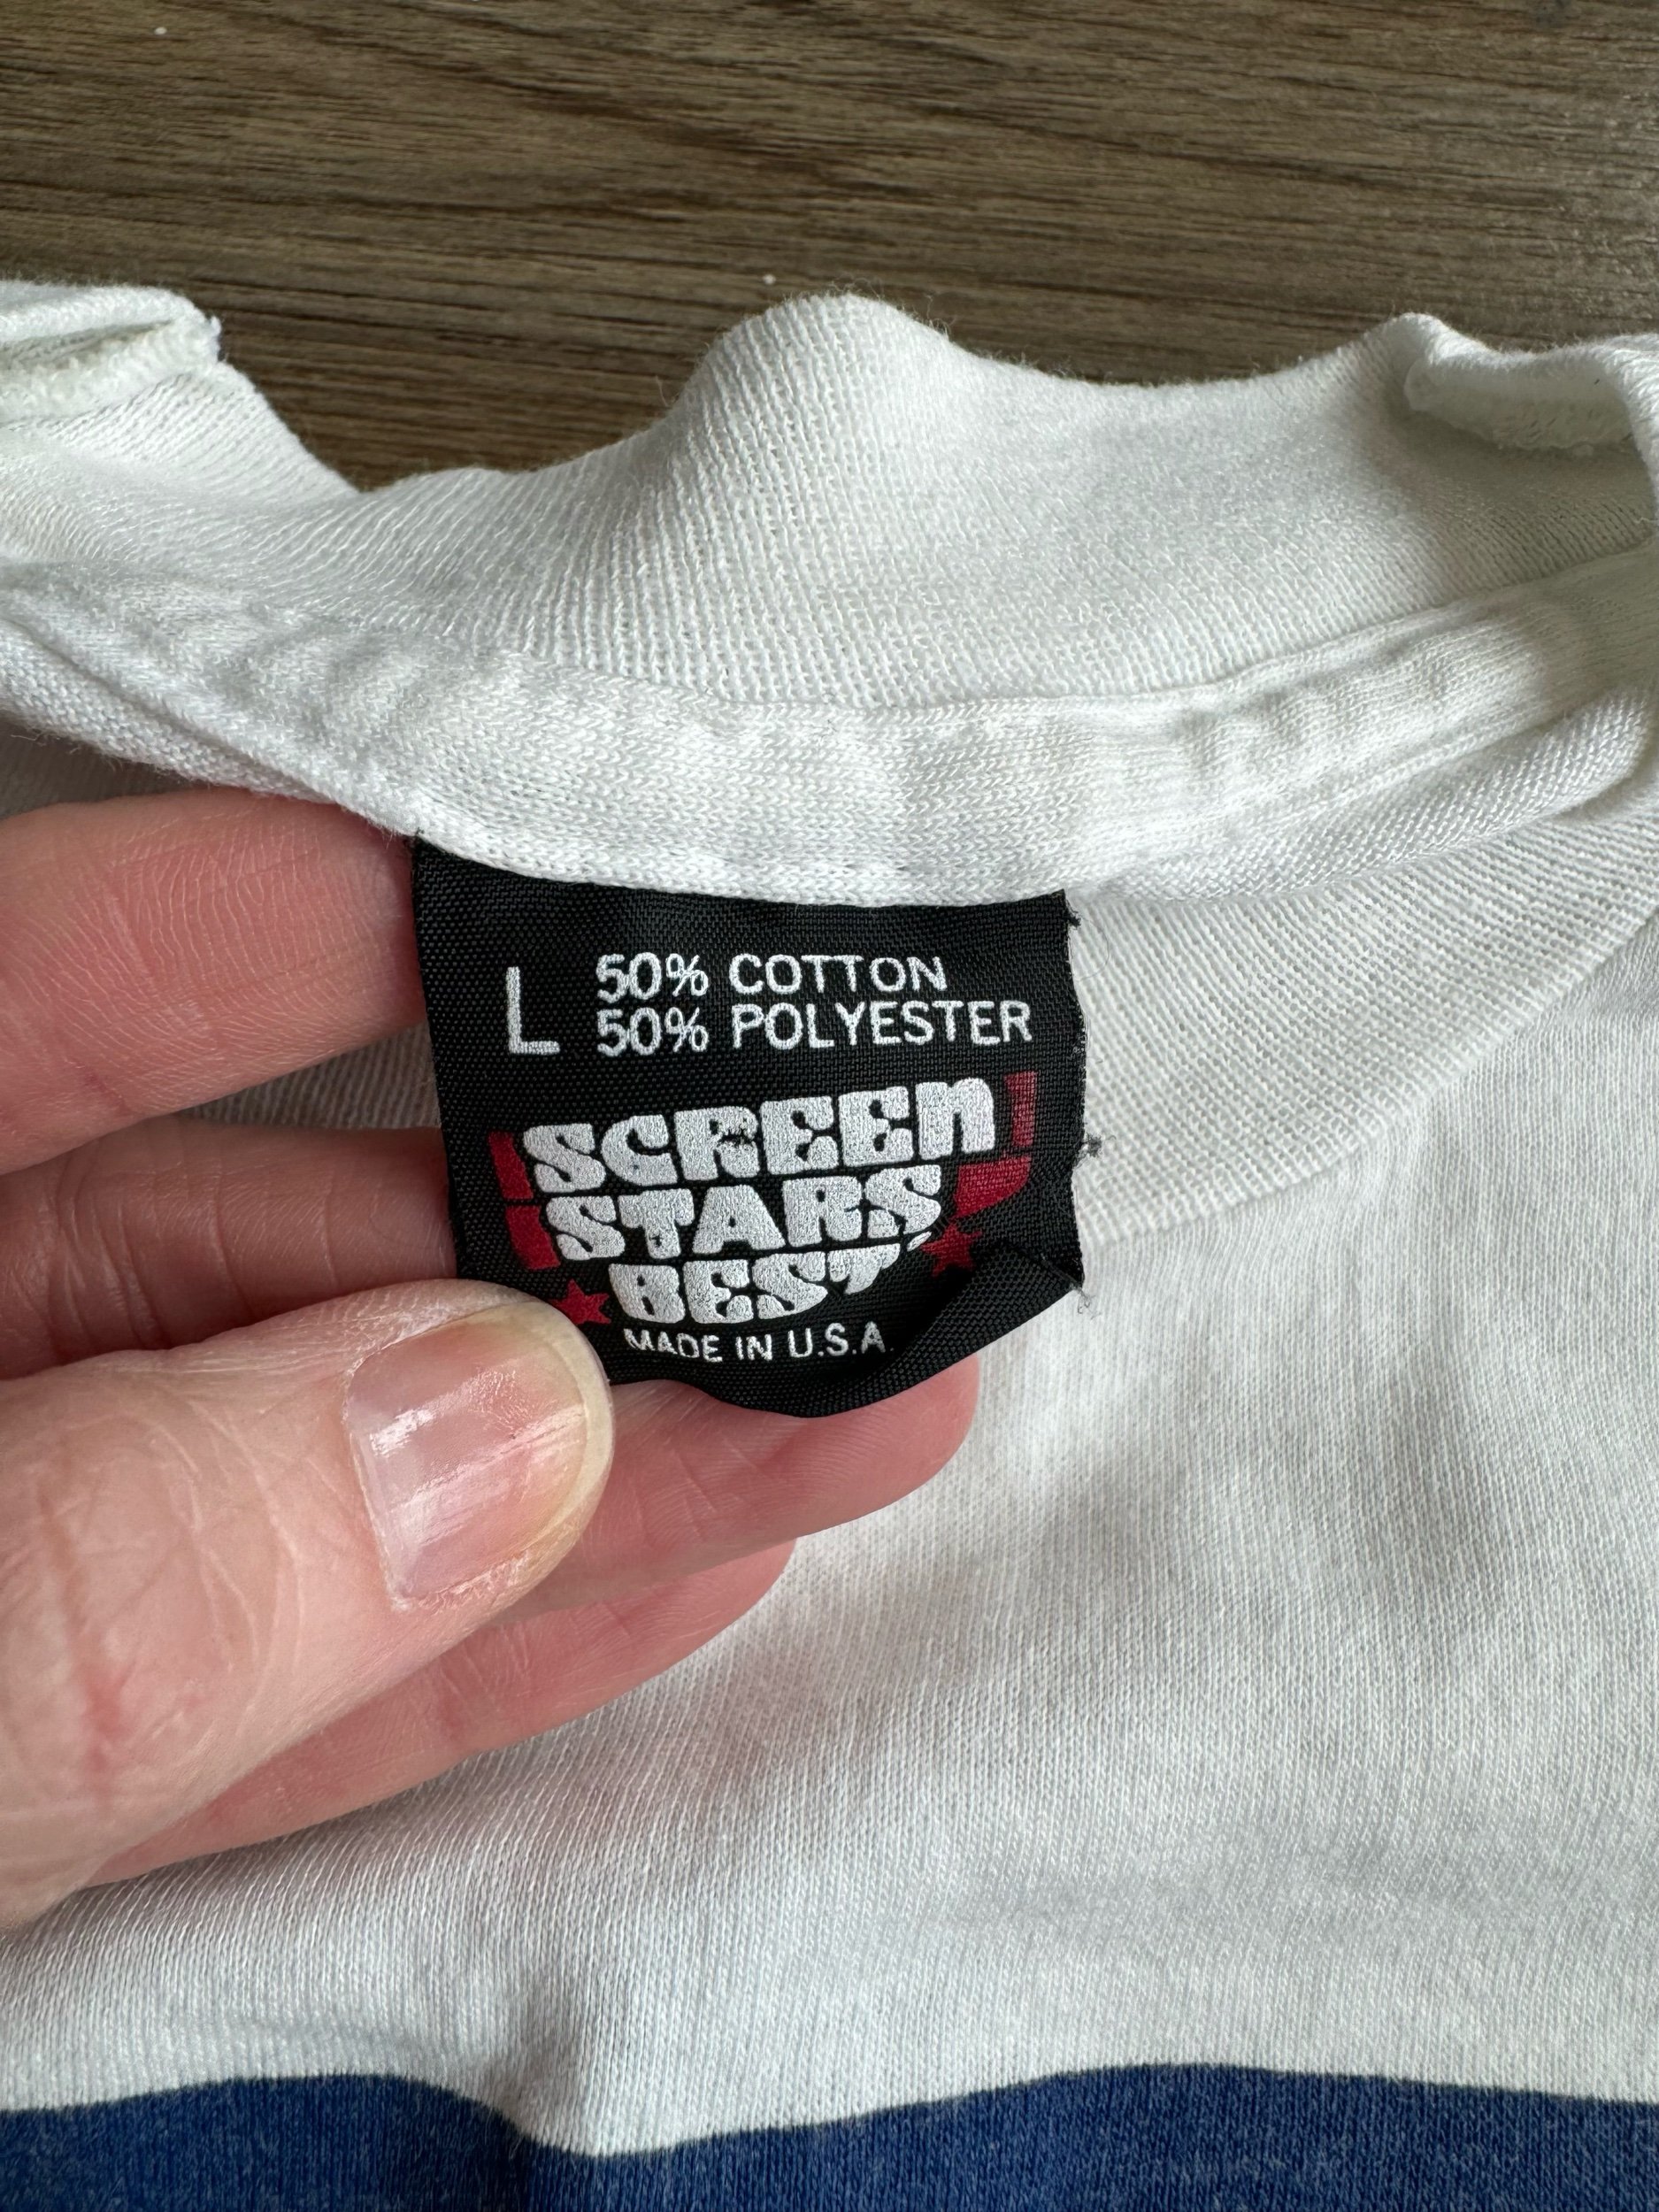 L 50% COTTON
50% POLYESTER
SCREEN
STARS
BEST
MADE IN U.S.A.